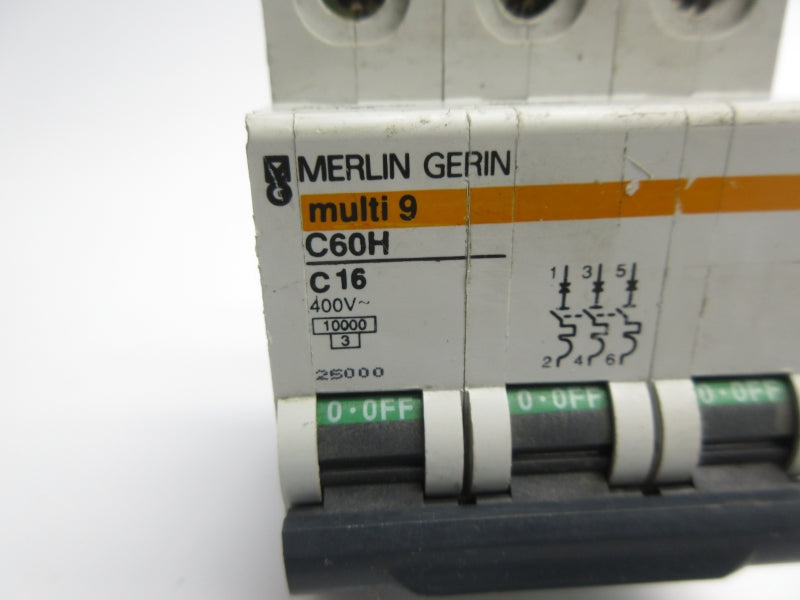 MERLIN GERIN
multi 9
C60H
C 16
400V~
10000
3
25000
1 3 5
2 4 6
0·OFF 0·OFF 0·OFF